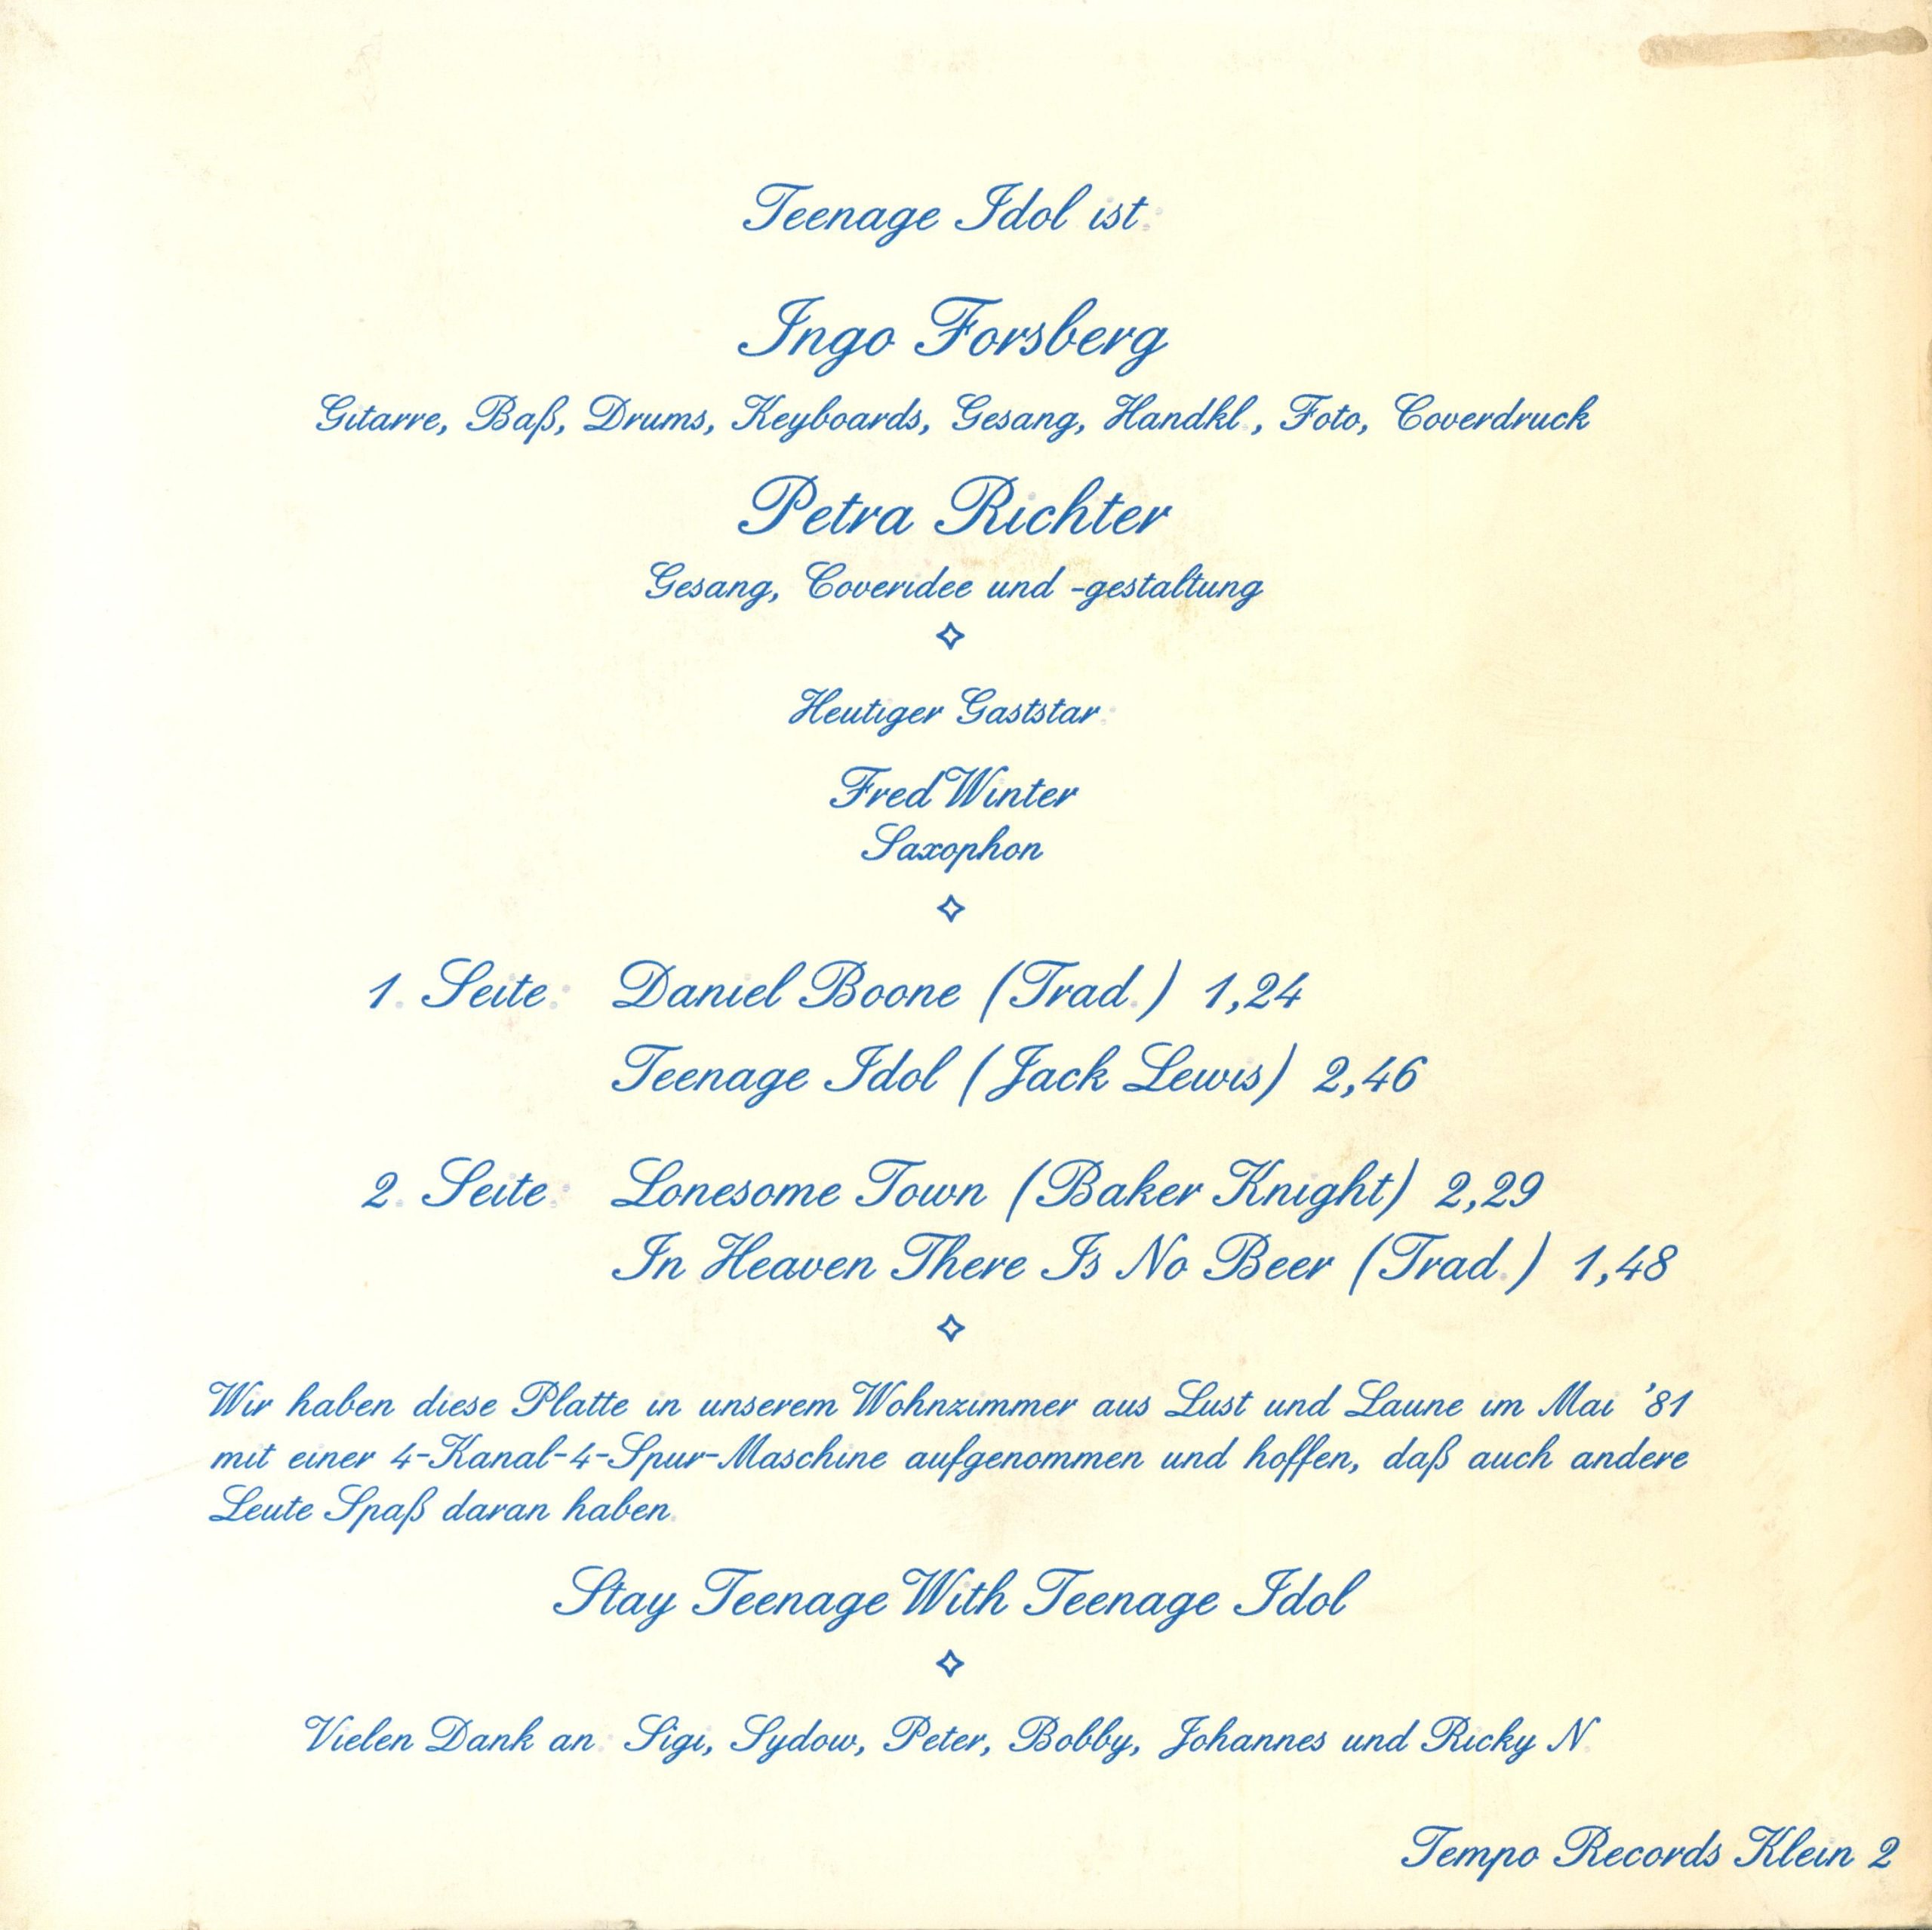 Teenage Idol ist:
Ingo Forsberg
Gitarre, Baß, Drums, Keyboards, Gesang, Handkl., Foto, Coverdruck
Petra Richter
Gesang, Coveridee und -gestaltung
Heutiger Gaststar:
Fred Winter
Saxophon
1. Seite: Daniel Boone (Trad.) 1,24
Teenage Idol (Jack Lewis) 2,46
2. Seite: Lonesome Town (Baker Knight) 2,29
In Heaven There Is No Beer (Trad.) 1,48
Wir haben diese Platte in unserem Wohnzimmer aus Lust und Laune im Mai '81
mit einer 4-Kanal-4-Spur-Maschine aufgenommen und hoffen, daß auch andere
Leute Spaß daran haben.
Stay Teenage With Teenage Idol
Vielen Dank an: Sigi, Sydow, Peter, Bobby, Johannes und Ricky N.
Tempo Records Klein 2